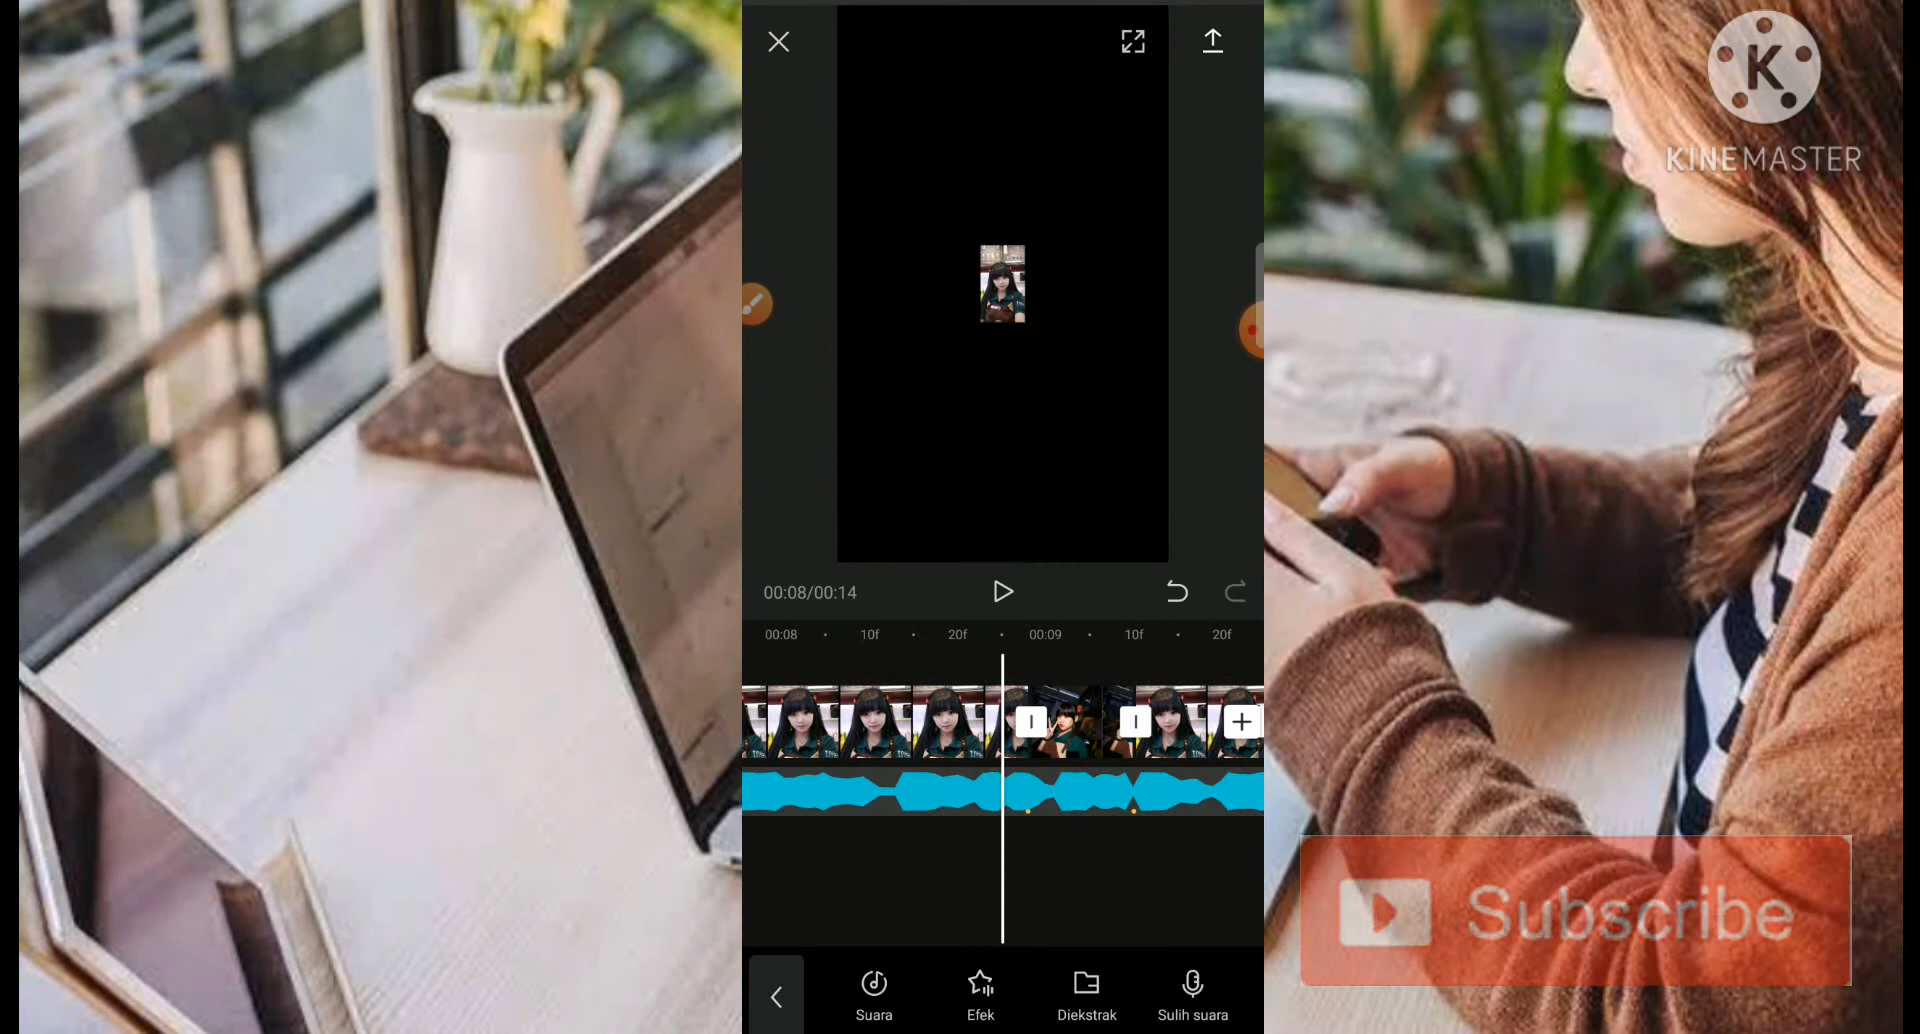 K
KINEMASTER
00:08/00:14
00:08 10f 20f 00:09 10f 20f
Suara Efek Diekstrak Sulih suara
Subscribe